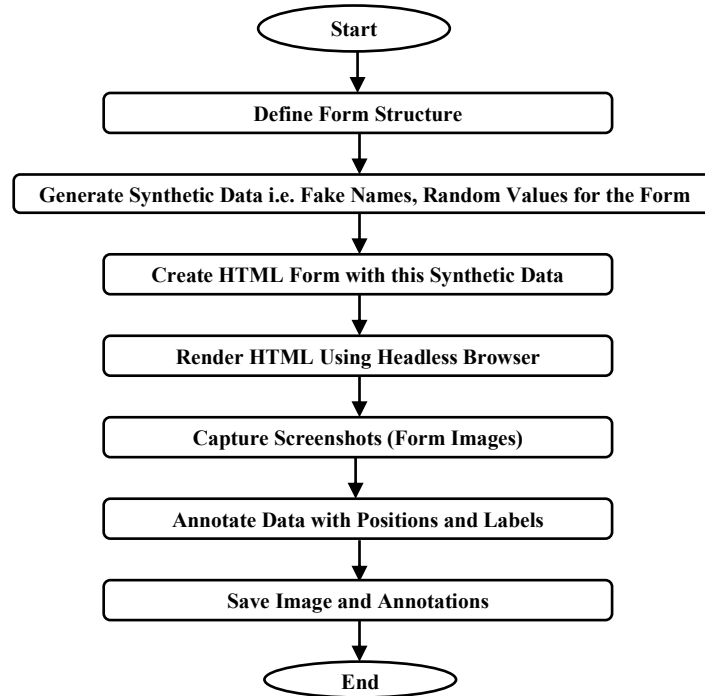 Start
Define Form Structure
Generate Synthetic Data i.e. Fake Names, Random Values for the Form
Create HTML Form with this Synthetic Data
Render HTML Using Headless Browser
Capture Screenshots (Form Images)
Annotate Data with Positions and Labels
Save Image and Annotations
End